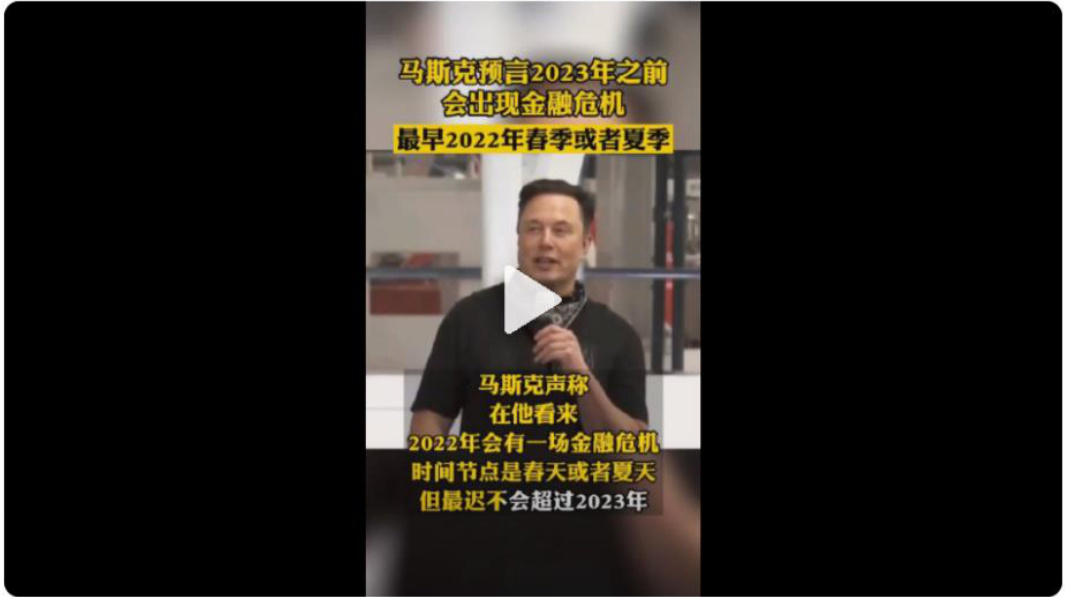 马斯克预言2023年之前
会出现金融危机
最早2022年春季或者夏季
马斯克声称
在他看来
2022年会有一场金融危机
时间节点是春天或者夏天
但最迟不会超过2023年